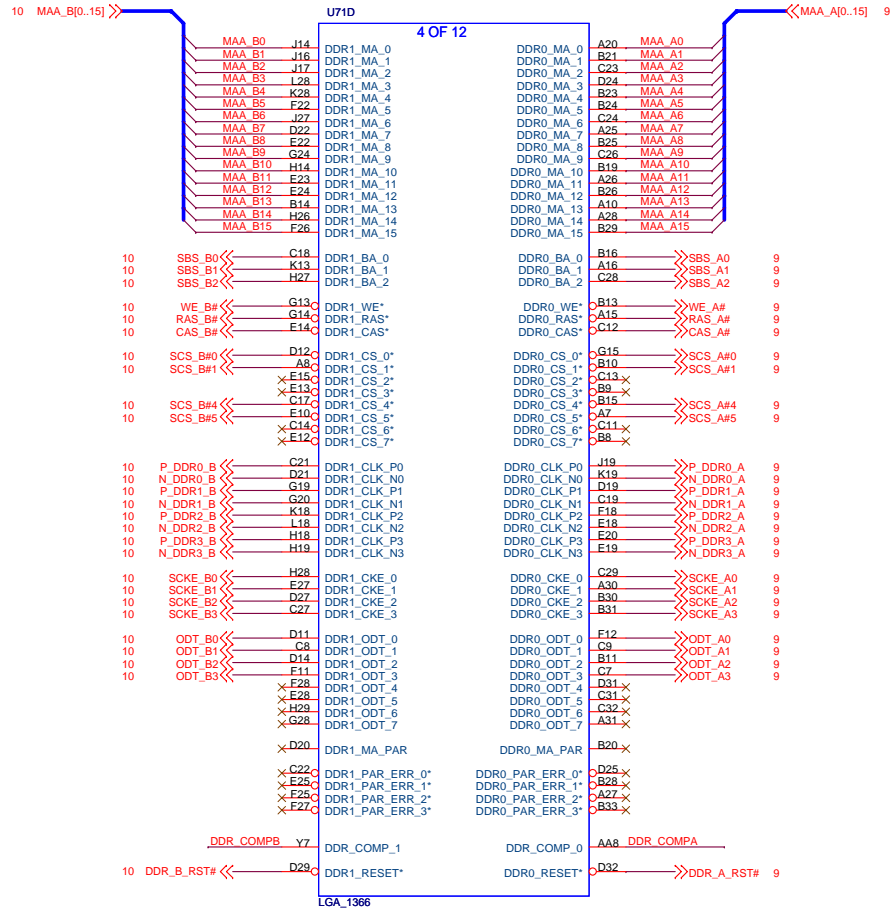 10 MAA_B[0..15] U71D MAA_A[0..15] 9
4 OF 12
MAA_B0 J14 DDR1_MA_0 DDR0_MA_0 A20 MAA_A0
MAA_B1 J16 DDR1_MA_1 DDR0_MA_1 B21 MAA_A1
MAA_B2 J17 DDR1_MA_2 DDR0_MA_2 C23 MAA_A2
MAA_B3 L28 DDR1_MA_3 DDR0_MA_3 D24 MAA_A3
MAA_B4 K28 DDR1_MA_4 DDR0_MA_4 B23 MAA_A4
MAA_B5 F22 DDR1_MA_5 DDR0_MA_5 B24 MAA_A5
MAA_B6 J27 DDR1_MA_6 DDR0_MA_6 C24 MAA_A6
MAA_B7 D22 DDR1_MA_7 DDR0_MA_7 A25 MAA_A7
MAA_B8 E22 DDR1_MA_8 DDR0_MA_8 B25 MAA_A8
MAA_B9 G24 DDR1_MA_9 DDR0_MA_9 C26 MAA_A9
MAA_B10 H14 DDR1_MA_10 DDR0_MA_10 B19 MAA_A10
MAA_B11 E23 DDR1_MA_11 DDR0_MA_11 A26 MAA_A11
MAA_B12 E24 DDR1_MA_12 DDR0_MA_12 B26 MAA_A12
MAA_B13 B14 DDR1_MA_13 DDR0_MA_13 A10 MAA_A13
MAA_B14 H26 DDR1_MA_14 DDR0_MA_14 A28 MAA_A14
MAA_B15 F26 DDR1_MA_15 DDR0_MA_15 B29 MAA_A15
10 SBS_B0 C18 DDR1_BA_0 DDR0_BA_0 B16 SBS_A0 9
10 SBS_B1 K13 DDR1_BA_1 DDR0_BA_1 A16 SBS_A1 9
10 SBS_B2 H27 DDR1_BA_2 DDR0_BA_2 C28 SBS_A2 9
10 WE_B# G13 DDR1_WE* DDR0_WE* B13 WE_A# 9
10 RAS_B# G14 DDR1_RAS* DDR0_RAS* A15 RAS_A# 9
10 CAS_B# E14 DDR1_CAS* DDR0_CAS* C12 CAS_A# 9
10 SCS_B#0 D12 DDR1_CS_0* DDR0_CS_0* G15 SCS_A#0 9
10 SCS_B#1 A8 DDR1_CS_1* DDR0_CS_1* B10 SCS_A#1 9
E15 DDR1_CS_2* DDR0_CS_2* C13
E13 DDR1_CS_3* DDR0_CS_3* B9
10 SCS_B#4 C17 DDR1_CS_4* DDR0_CS_4* B15 SCS_A#4 9
10 SCS_B#5 E10 DDR1_CS_5* DDR0_CS_5* A7 SCS_A#5 9
C14 DDR1_CS_6* DDR0_CS_6* C11
E12 DDR1_CS_7* DDR0_CS_7* B8
10 P_DDR0_B C21 DDR1_CLK_P0 DDR0_CLK_P0 J19 P_DDR0_A 9
10 N_DDR0_B D21 DDR1_CLK_N0 DDR0_CLK_N0 K19 N_DDR0_A 9
10 P_DDR1_B G19 DDR1_CLK_P1 DDR0_CLK_P1 D19 P_DDR1_A 9
10 N_DDR1_B G20 DDR1_CLK_N1 DDR0_CLK_N1 C19 N_DDR1_A 9
10 P_DDR2_B K18 DDR1_CLK_P2 DDR0_CLK_P2 F18 P_DDR2_A 9
10 N_DDR2_B L18 DDR1_CLK_N2 DDR0_CLK_N2 E18 N_DDR2_A 9
10 P_DDR3_B H18 DDR1_CLK_P3 DDR0_CLK_P3 E20 P_DDR3_A 9
10 N_DDR3_B H19 DDR1_CLK_N3 DDR0_CLK_N3 E19 N_DDR3_A 9
10 SCKE_B0 H28 DDR1_CKE_0 DDR0_CKE_0 C29 SCKE_A0 9
10 SCKE_B1 E27 DDR1_CKE_1 DDR0_CKE_1 A30 SCKE_A1 9
10 SCKE_B2 D27 DDR1_CKE_2 DDR0_CKE_2 B30 SCKE_A2 9
10 SCKE_B3 C27 DDR1_CKE_3 DDR0_CKE_3 B31 SCKE_A3 9
10 ODT_B0 D11 DDR1_ODT_0 DDR0_ODT_0 F12 ODT_A0 9
10 ODT_B1 C8 DDR1_ODT_1 DDR0_ODT_1 C9 ODT_A1 9
10 ODT_B2 D14 DDR1_ODT_2 DDR0_ODT_2 B11 ODT_A2 9
10 ODT_B3 F11 DDR1_ODT_3 DDR0_ODT_3 C7 ODT_A3 9
F28 DDR1_ODT_4 DDR0_ODT_4 D31
E28 DDR1_ODT_5 DDR0_ODT_5 C31
H29 DDR1_ODT_6 DDR0_ODT_6 C32
G28 DDR1_ODT_7 DDR0_ODT_7 A31
D20 DDR1_MA_PAR DDR0_MA_PAR B20
C22 DDR1_PAR_ERR_0* DDR0_PAR_ERR_0* D25
E25 DDR1_PAR_ERR_1* DDR0_PAR_ERR_1* B28
F25 DDR1_PAR_ERR_2* DDR0_PAR_ERR_2* A27
F27 DDR1_PAR_ERR_3* DDR0_PAR_ERR_3* B33
DDR_COMPB Y7 DDR_COMP_1 DDR_COMP_0 AA8 DDR_COMPA
10 DDR_B_RST# D29 DDR1_RESET* DDR0_RESET* D32 DDR_A_RST# 9
LGA_1366